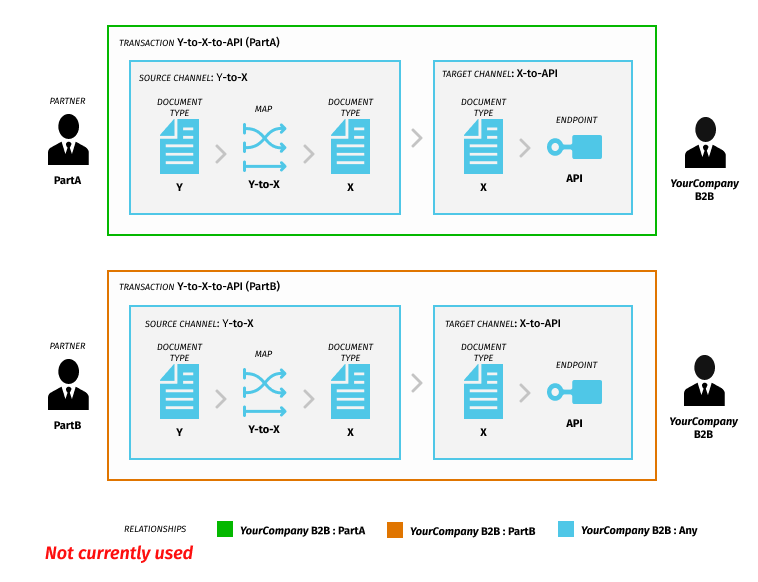 TRANSACTION Y-to-X-to-API (PartA)
SOURCE CHANNEL: Y-to-X
TARGET CHANNEL: X-to-API
PARTNER
DOCUMENT
TYPE
MAP
DOCUMENT
TYPE
DOCUMENT
TYPE
ENDPOINT
PartA
Y
Y-to-X
X
X
API
YourCompany
B2B
TRANSACTION Y-to-X-to-API (PartB)
SOURCE CHANNEL: Y-to-X
TARGET CHANNEL: X-to-API
PARTNER
DOCUMENT
TYPE
MAP
DOCUMENT
TYPE
DOCUMENT
TYPE
ENDPOINT
PartB
Y
Y-to-X
X
X
API
YourCompany
B2B
RELATIONSHIPS
YourCompany B2B : PartA
YourCompany B2B : PartB
YourCompany B2B : Any
Not currently used